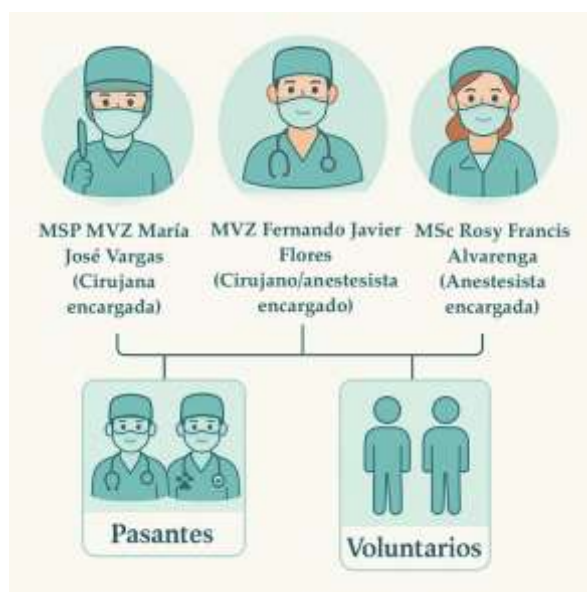 MSP MVZ María
José Vargas
(Cirujana
encargada)
MVZ Fernando Javier
Flores
(Cirujano/anestesista
encargado)
MSc Rosy Francis
Alvarenga
(Anestesista
encargada)
Pasantes
Voluntarios